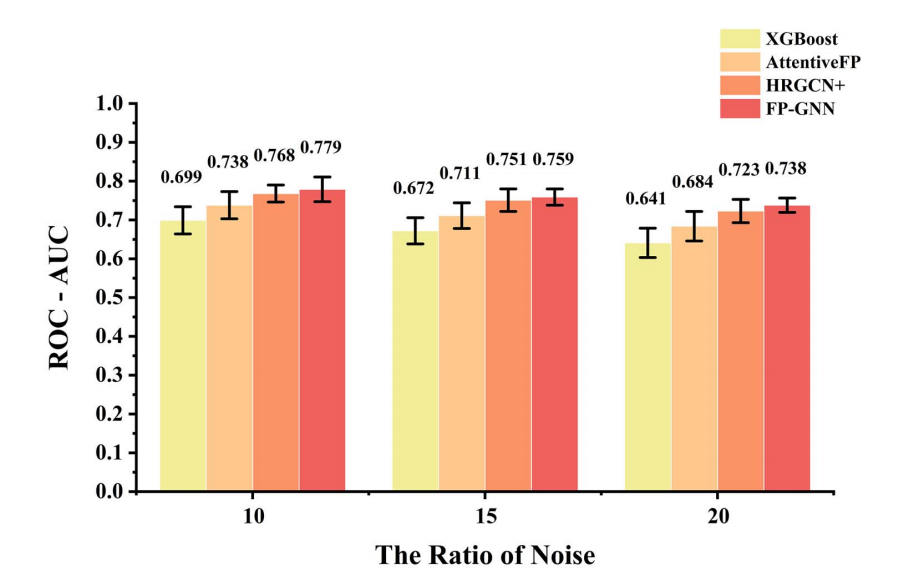 XGBoost
AttentiveFP
HRGCN+
FP-GNN
ROC - AUC
1.0
0.9
0.8
0.7
0.6
0.5
0.4
0.3
0.2
0.1
0.0
0.699 0.738 0.768 0.779
0.672 0.711 0.751 0.759
0.641 0.684 0.723 0.738
10 15 20
The Ratio of Noise